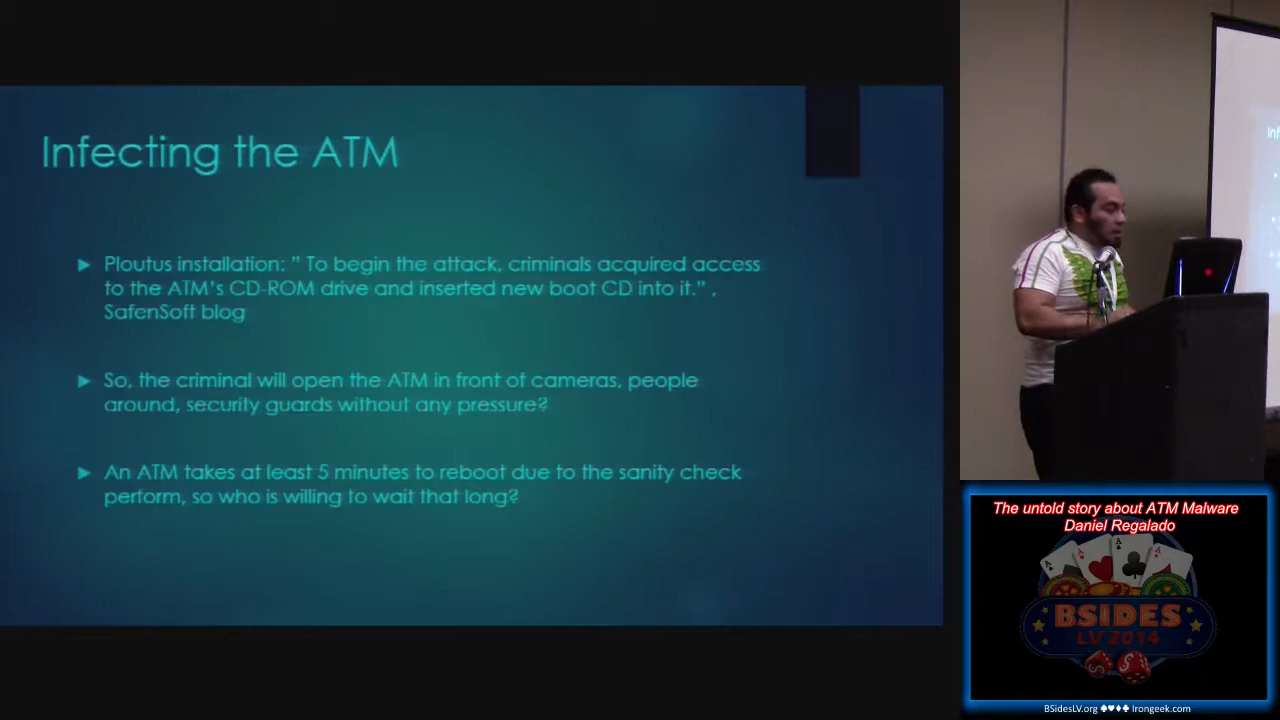 Infecting the ATM
Ploutus installation: " To begin the attack, criminals acquired access
to the ATM's CD-ROM drive and inserted new boot CD into it." ,
SafenSoft blog
So, the criminal will open the ATM in front of cameras, people
around, security guards without any pressure?
An ATM takes at least 5 minutes to reboot due to the sanity check
perform, so who is willing to wait that long?
The untold story about ATM Malware
Daniel Regalado
BSIDES
LV 2014
BSidesLV.org ♠♥♦♣ Irongeek.com